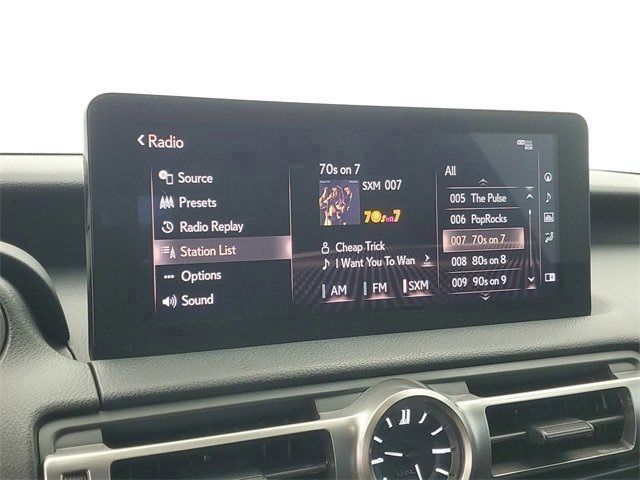 Radio
Source
Presets
Radio Replay
Station List
Options
Sound
70s on 7
SXM 007
70s on 7
Cheap Trick
I Want You To Wan
AM FM SXM
All
005 The Pulse
006 PopRocks
007 70s on 7
008 80s on 8
009 90s on 9